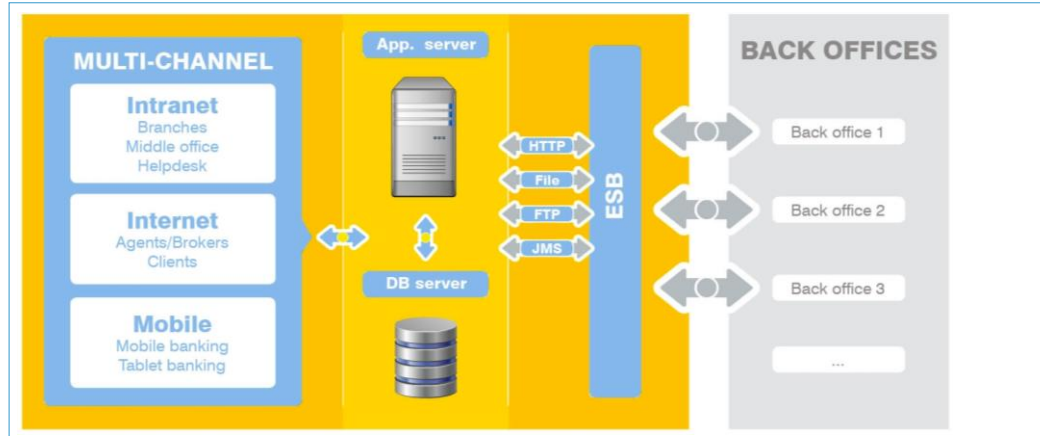 MULTI-CHANNEL
Intranet
Branches
Middle office
Helpdesk
Internet
Agents/Brokers
Clients
Mobile
Mobile banking
Tablet banking
App. server
DB server
HTTP
File
FTP
JMS
ESB
BACK OFFICES
Back office 1
Back office 2
Back office 3
...